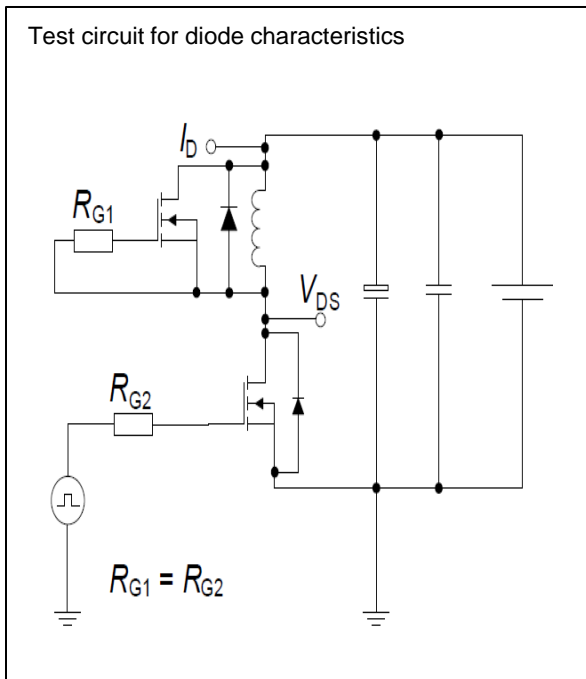 Test circuit for diode characteristics
ID
RG1
VDS
RG2
RG1 = RG2